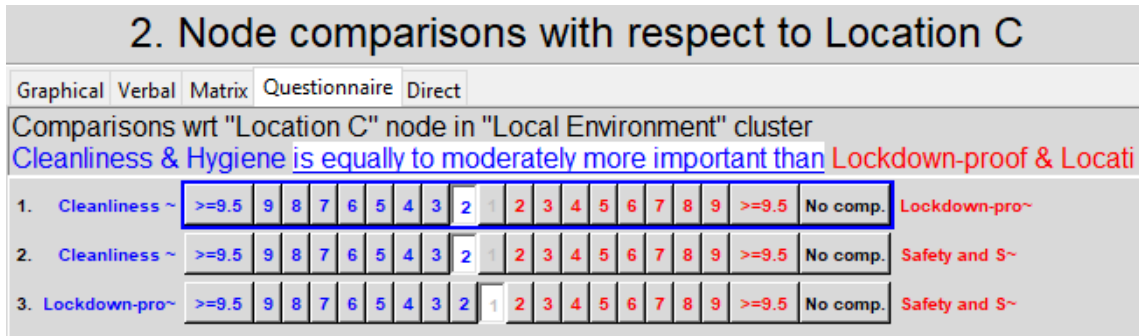 2. Node comparisons with respect to Location C
Graphical Verbal Matrix Questionnaire Direct
Comparisons wrt "Location C" node in "Local Environment" cluster
Cleanliness & Hygiene is equally to moderately more important than Lockdown-proof & Locati
1. Cleanliness ~ >=9.5 9 8 7 6 5 4 3 2 1 2 3 4 5 6 7 8 9 >=9.5 No comp. Lockdown-pro~
2. Cleanliness ~ >=9.5 9 8 7 6 5 4 3 2 1 2 3 4 5 6 7 8 9 >=9.5 No comp. Safety and S~
3. Lockdown-pro~ >=9.5 9 8 7 6 5 4 3 2 1 2 3 4 5 6 7 8 9 >=9.5 No comp. Safety and S~